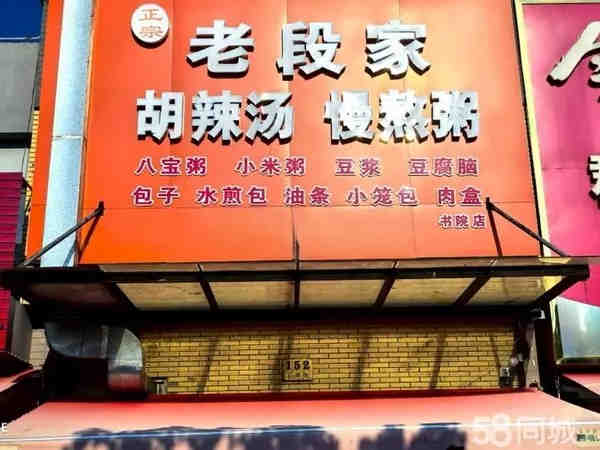 正宗
老段家
胡辣汤 慢熬粥
八宝粥 小米粥 豆浆 豆腐脑
包子 水煎包 油条 小笼包 肉盒
书院店
152
58同城